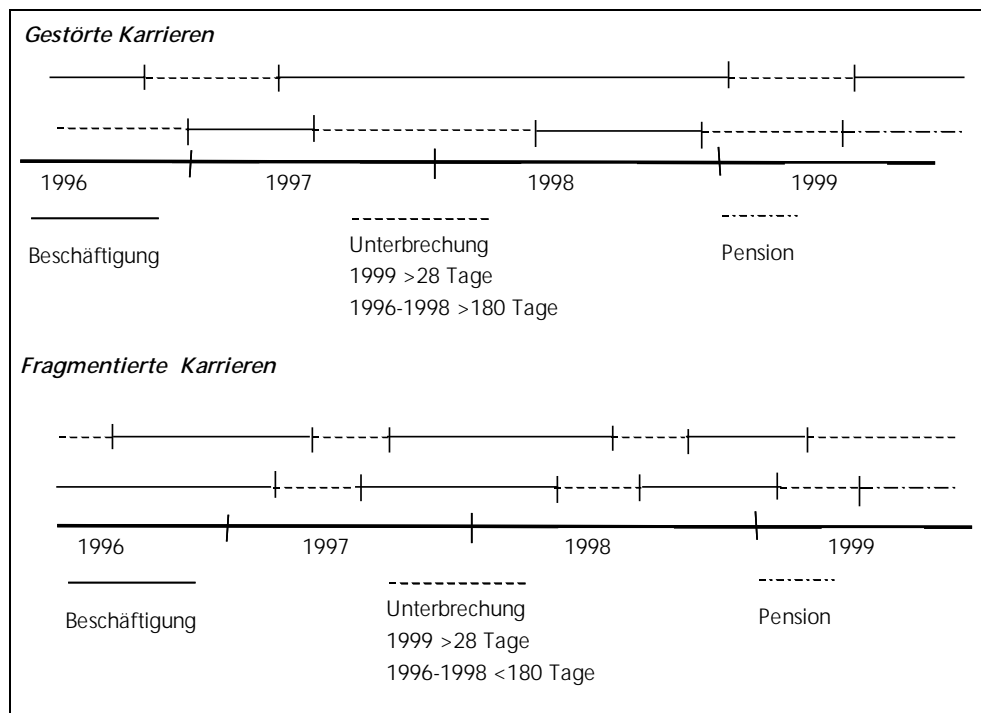 Gestörte Karrieren
1996 1997 1998 1999
Beschäftigung
Unterbrechung
1999 >28 Tage
1996-1998 >180 Tage
Pension
Fragmentierte Karrieren
1996 1997 1998 1999
Beschäftigung
Unterbrechung
1999 >28 Tage
1996-1998 <180 Tage
Pension